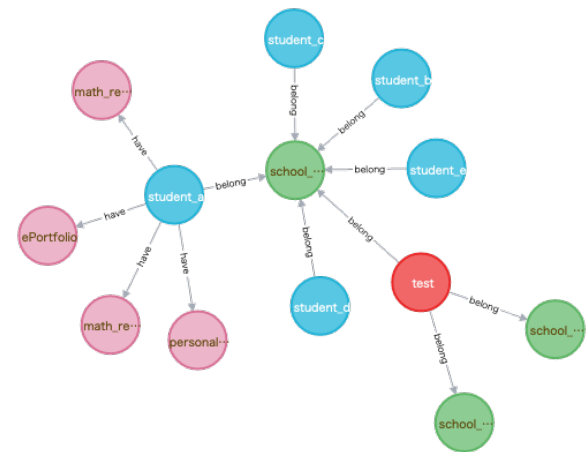 student_c
student_b
math_re…
belong
belong
have
school_…
belong
student_e
belong
student_a
have
ePortfolio
belong
have
have
belong
test
student_d
belong
math_re…
personal…
school_…
belong
school_…